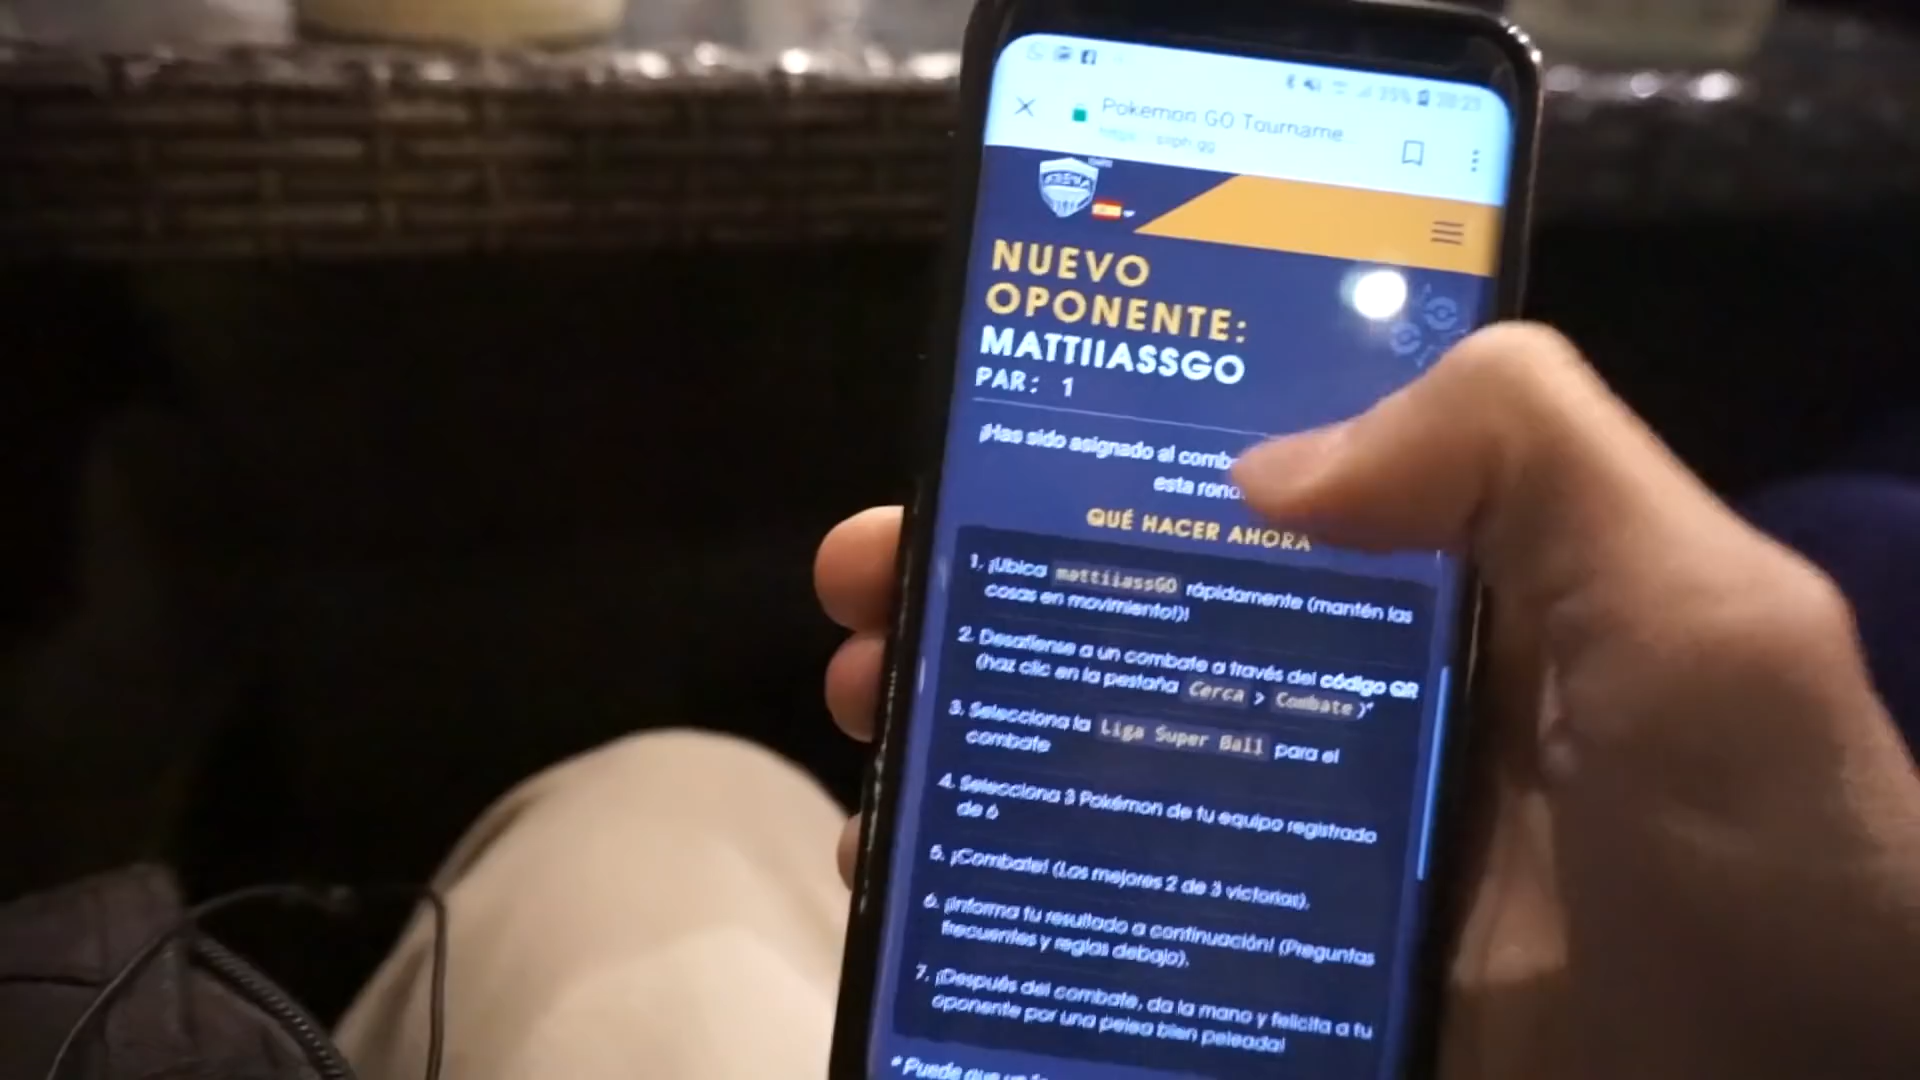 Pokemon GO Tourname
NUEVO
OPONENTE:
MATTIIASSGO
PAR: 1
¡Has sido asignado al comb
esta
QUÉ HACER AHORA
1. ¡Ubica mattiiassGO rápidamente (mantén las
cosas en movimiento!)!
2. Desafíense a un combate a través del código QR
(haz clic en la pestaña Cerca > Combate)*
3. Selecciona la Liga Super Ball para el
combate
4. Selecciona 3 Pokémon de tu equipo registrado
de 6
5. ¡Combate! (Los mejores 2 de 3 victorias).
6. ¡Informa tu resultado a continuación! (Preguntas
frecuentes y reglas debajo).
7. ¡Después del combate, da la mano y felicita a tu
oponente por una pelea bien peleada!
* Puede que